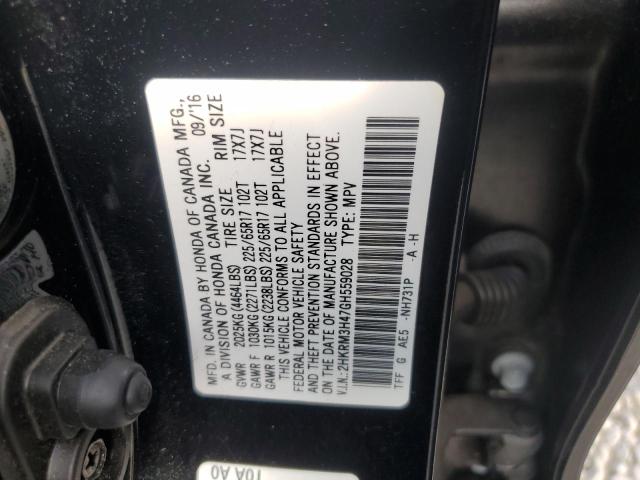 MFD. IN CANADA BY HONDA OF CANADA MFG.,
A DIVISION OF HONDA CANADA INC. 09/'16
TIRE SIZE RIM SIZE
GVWR 2025KG(4464LBS)
GAWR F 1030KG(2271LBS) 225/65R17 102T 17X7J
GAWR R 1015KG(2238LBS) 225/65R17 102T 17X7J
THIS VEHICLE CONFORMS TO ALL APPLICABLE
FEDERAL MOTOR VEHICLE SAFETY
AND THEFT PREVENTION STANDARDS IN EFFECT
ON THE DATE OF MANUFACTURE SHOWN ABOVE.
V.I.N.: 2HKRM3H47GH559028 TYPE: MPV
TFF G AE5 -NH731P -A -H
10A A0